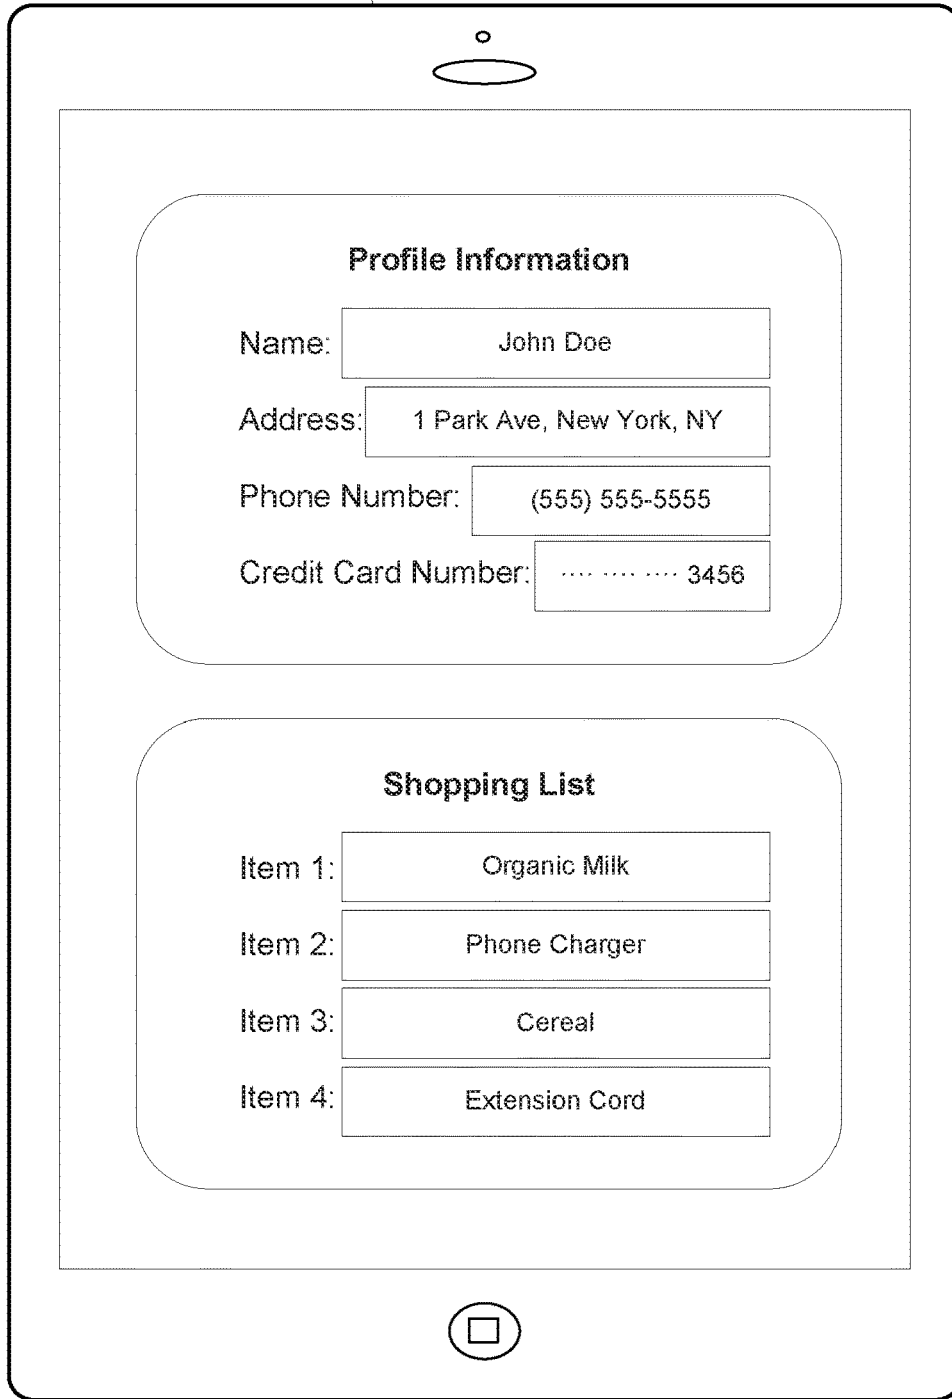 Profile Information
Name: John Doe
Address: 1 Park Ave, New York, NY
Phone Number: (555) 555-5555
Credit Card Number: ···· ···· ···· 3456
Shopping List
Item 1: Organic Milk
Item 2: Phone Charger
Item 3: Cereal
Item 4: Extension Cord